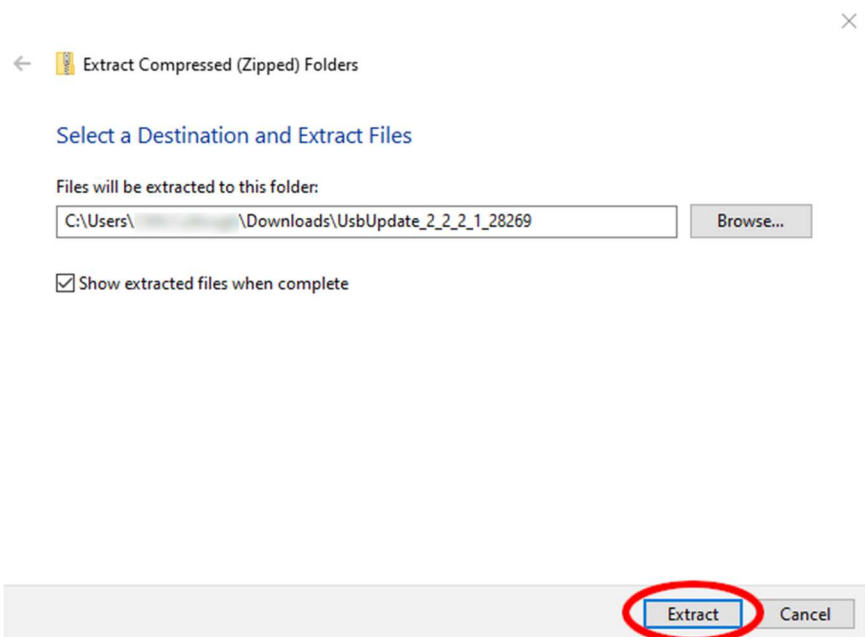 Extract Compressed (Zipped) Folders
Select a Destination and Extract Files
Files will be extracted to this folder:
C:\Users\ \Downloads\UsbUpdate_2_2_2_1_28269
Browse...
Show extracted files when complete
Extract
Cancel